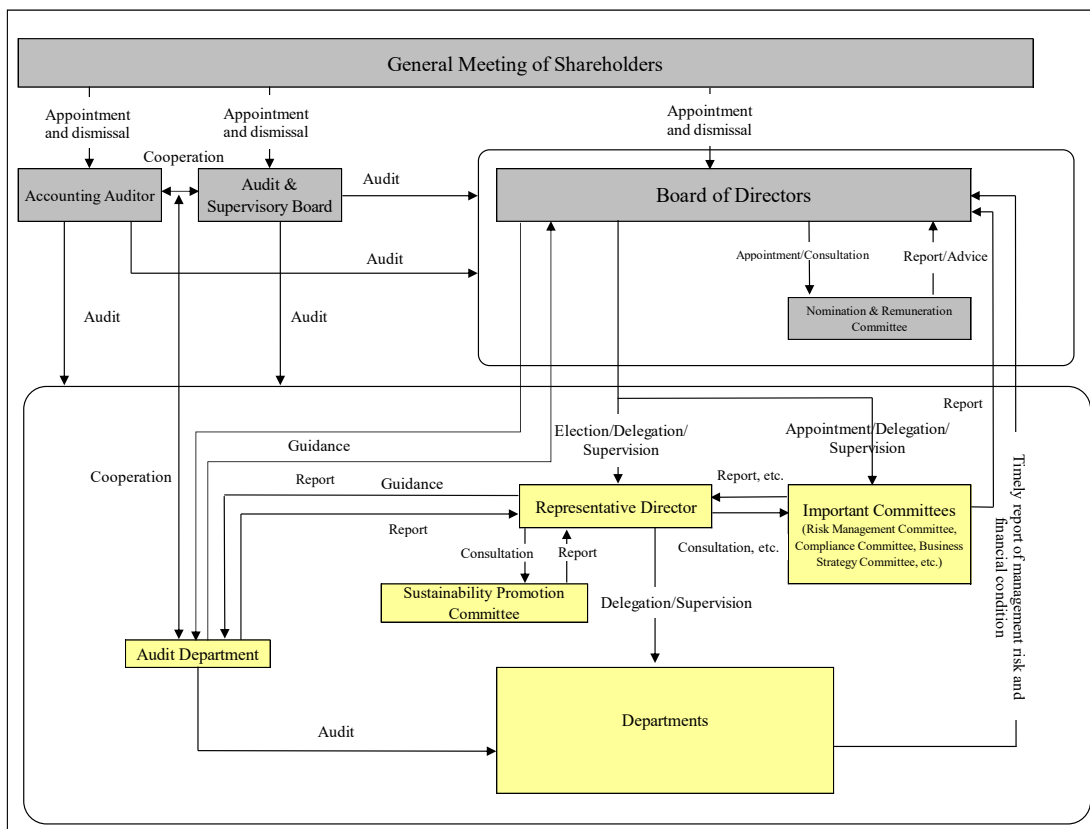 General Meeting of Shareholders
Appointment
and dismissal
Appointment
and dismissal
Appointment
and dismissal
Cooperation
Accounting Auditor
Audit &
Supervisory Board
Audit
Board of Directors
Audit
Appointment/Consultation
Report/Advice
Nomination & Remuneration
Committee
Audit
Audit
Report
Guidance
Election/Delegation/
Supervision
Appointment/Delegation/
Supervision
Cooperation
Report
Guidance
Report, etc.
Representative Director
Important Committees
(Risk Management Committee,
Compliance Committee, Business
Strategy Committee, etc.)
Report
Consultation, etc.
Consultation
Report
Sustainability Promotion
Committee
Delegation/Supervision
Timely report of management risk and
financial condition
Audit Department
Departments
Audit